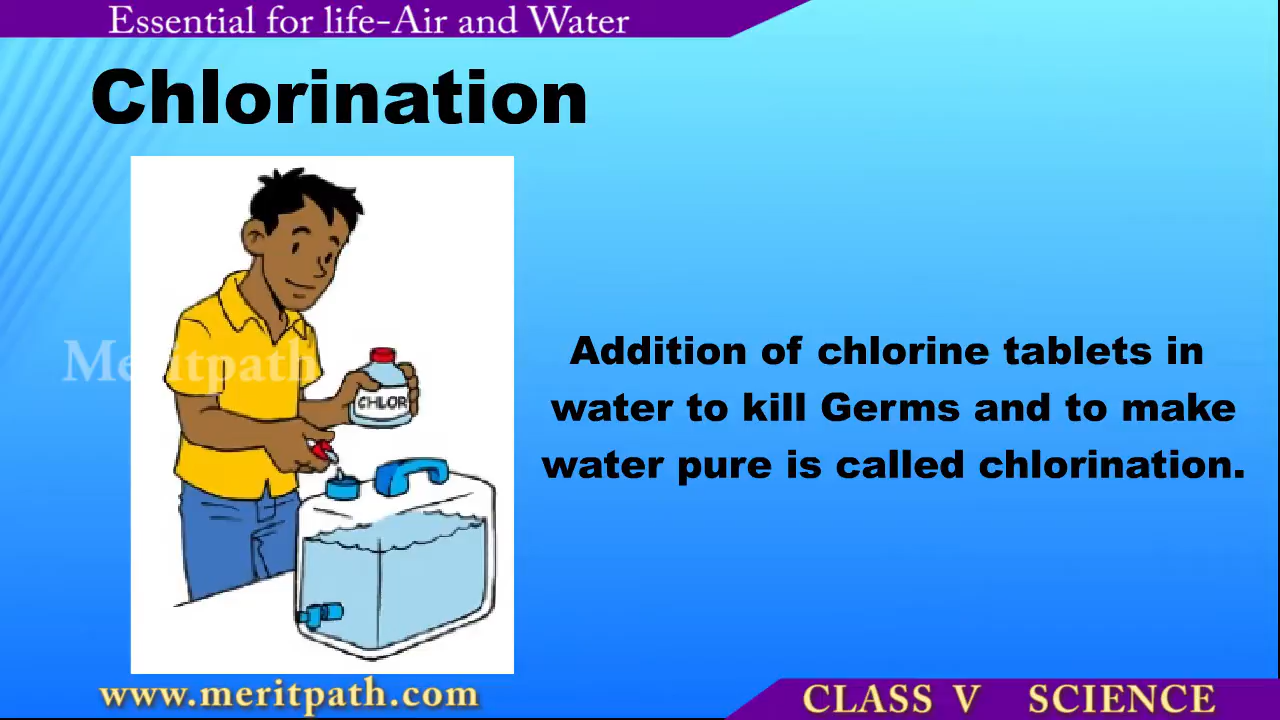 Essential for life-Air and Water
Chlorination
Meritpath
CHLOR
Addition of chlorine tablets in
water to kill Germs and to make
water pure is called chlorination.
www.meritpath.com
CLASS V SCIENCE